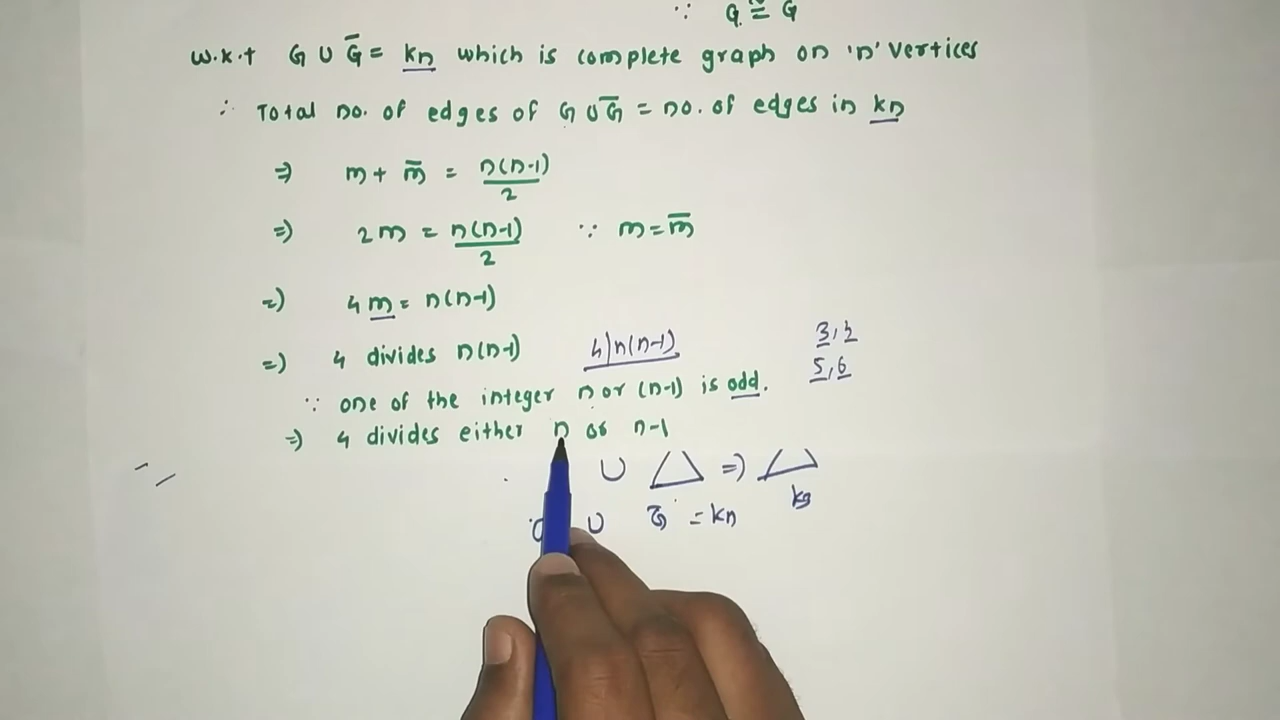 ∵ G ≅ G̅
w.k.t G ∪ G̅ = kn which is complete graph on 'n' vertices
∴ Total no. of edges of G ∪ G̅ = no. of edges in kn
⇒ m + m̅ = n(n-1)/2
⇒ 2m = n(n-1)/2 ∵ m = m̅
⇒ 4m = n(n-1)
⇒ 4 divides n(n-1) 4|n(n-1) 3,2
5,6
∵ one of the integer n or (n-1) is odd.
⇒ 4 divides either n or n-1
∪ ⇒
∪ G̅ = kn